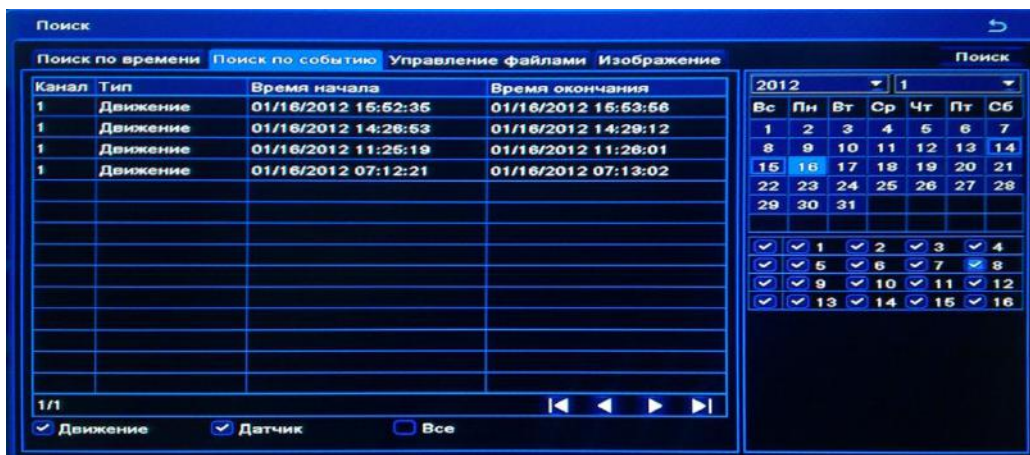 Поиск
Поиск по времени Поиск по событию Управление файлами Изображение
Поиск
Канал Тип Время начала Время окончания
1 Движение 01/16/2012 15:52:35 01/16/2012 15:53:56
1 Движение 01/16/2012 14:26:53 01/16/2012 14:29:12
1 Движение 01/16/2012 11:25:19 01/16/2012 11:26:01
1 Движение 01/16/2012 07:12:21 01/16/2012 07:13:02
1/1
Движение Датчик Все
2012 1
Вс Пн Вт Ср Чт Пт Сб
1 2 3 4 5 6 7
8 9 10 11 12 13 14
15 16 17 18 19 20 21
22 23 24 25 26 27 28
29 30 31
1 2 3 4
5 6 7 8
9 10 11 12
13 14 15 16